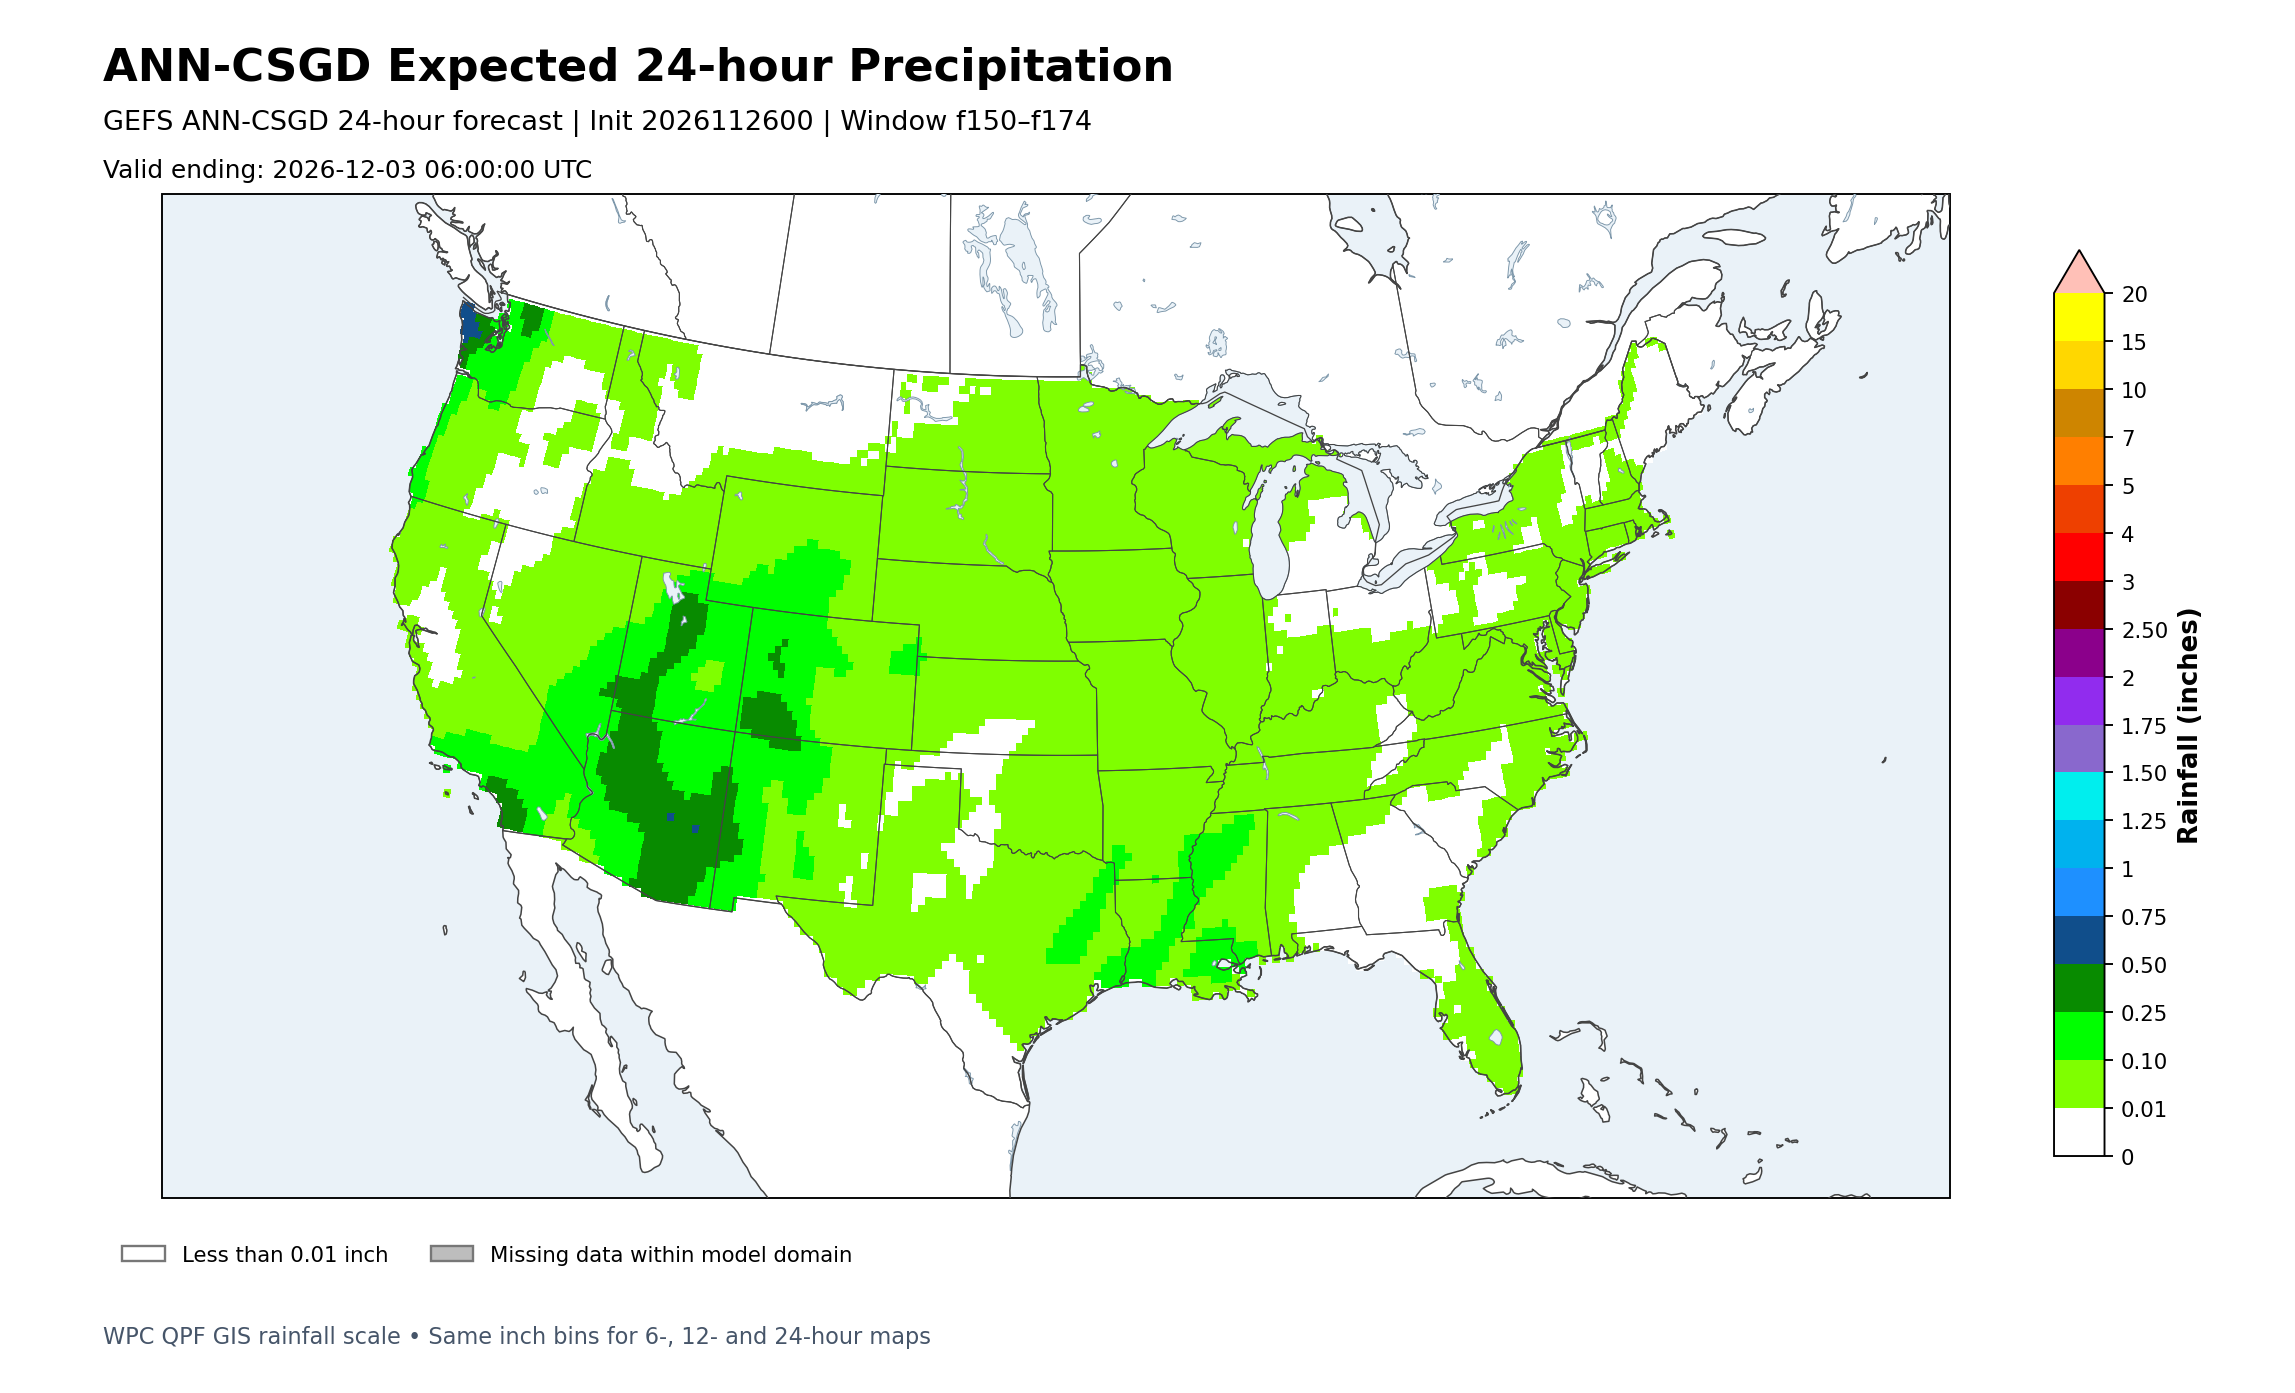 ANN-CSGD Expected 24-hour Precipitation
GEFS ANN-CSGD 24-hour forecast | Init 2026112600 | Window f150–f174
Valid ending: 2026-12-03 06:00:00 UTC
20
15
10
7
5
4
3
2.50
2
1.75
1.50
1.25
1
0.75
0.50
0.25
0.10
0.01
0
Rainfall (inches)
Less than 0.01 inch
Missing data within model domain
WPC QPF GIS rainfall scale • Same inch bins for 6-, 12- and 24-hour maps